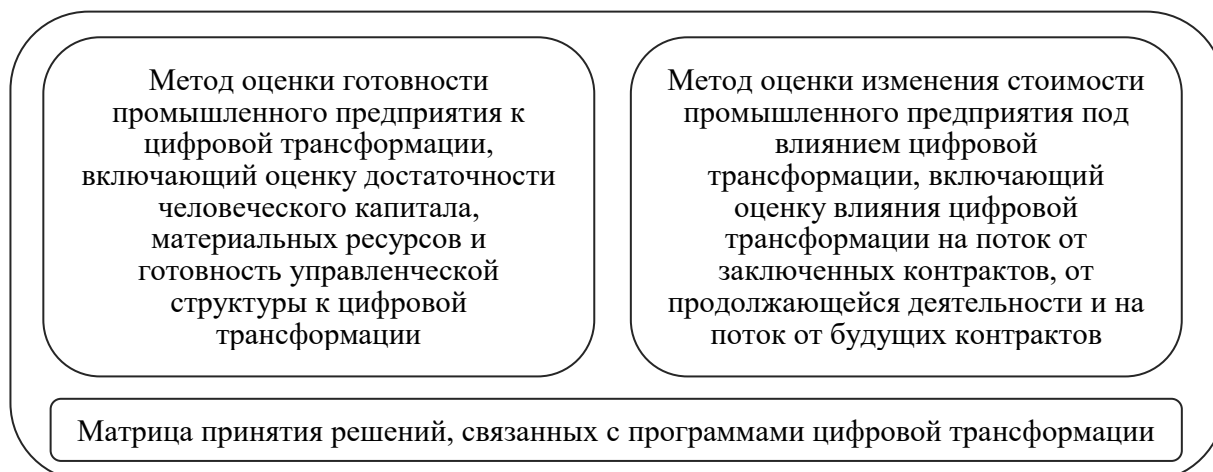 Метод оценки готовности
промышленного предприятия к
цифровой трансформации,
включающий оценку достаточности
человеческого капитала,
материальных ресурсов и
готовность управленческой
структуры к цифровой
трансформации
Метод оценки изменения стоимости
промышленного предприятия под
влиянием цифровой
трансформации, включающий
оценку влияния цифровой
трансформации на поток от
заключенных контрактов, от
продолжающейся деятельности и на
поток от будущих контрактов
Матрица принятия решений, связанных с программами цифровой трансформации